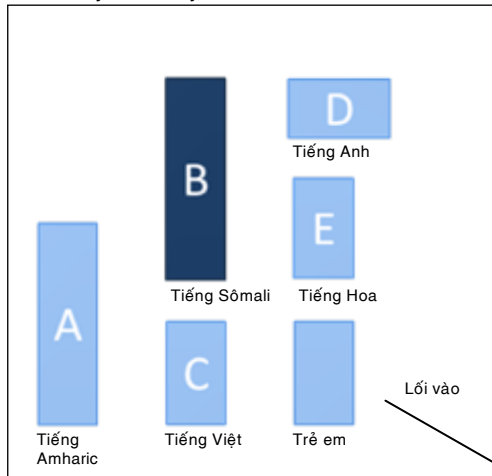 D
Tiếng Anh
B
E
Tiếng Sômali
Tiếng Hoa
A
C
Lối vào
Tiếng
Amharic
Tiếng Việt
Trẻ em